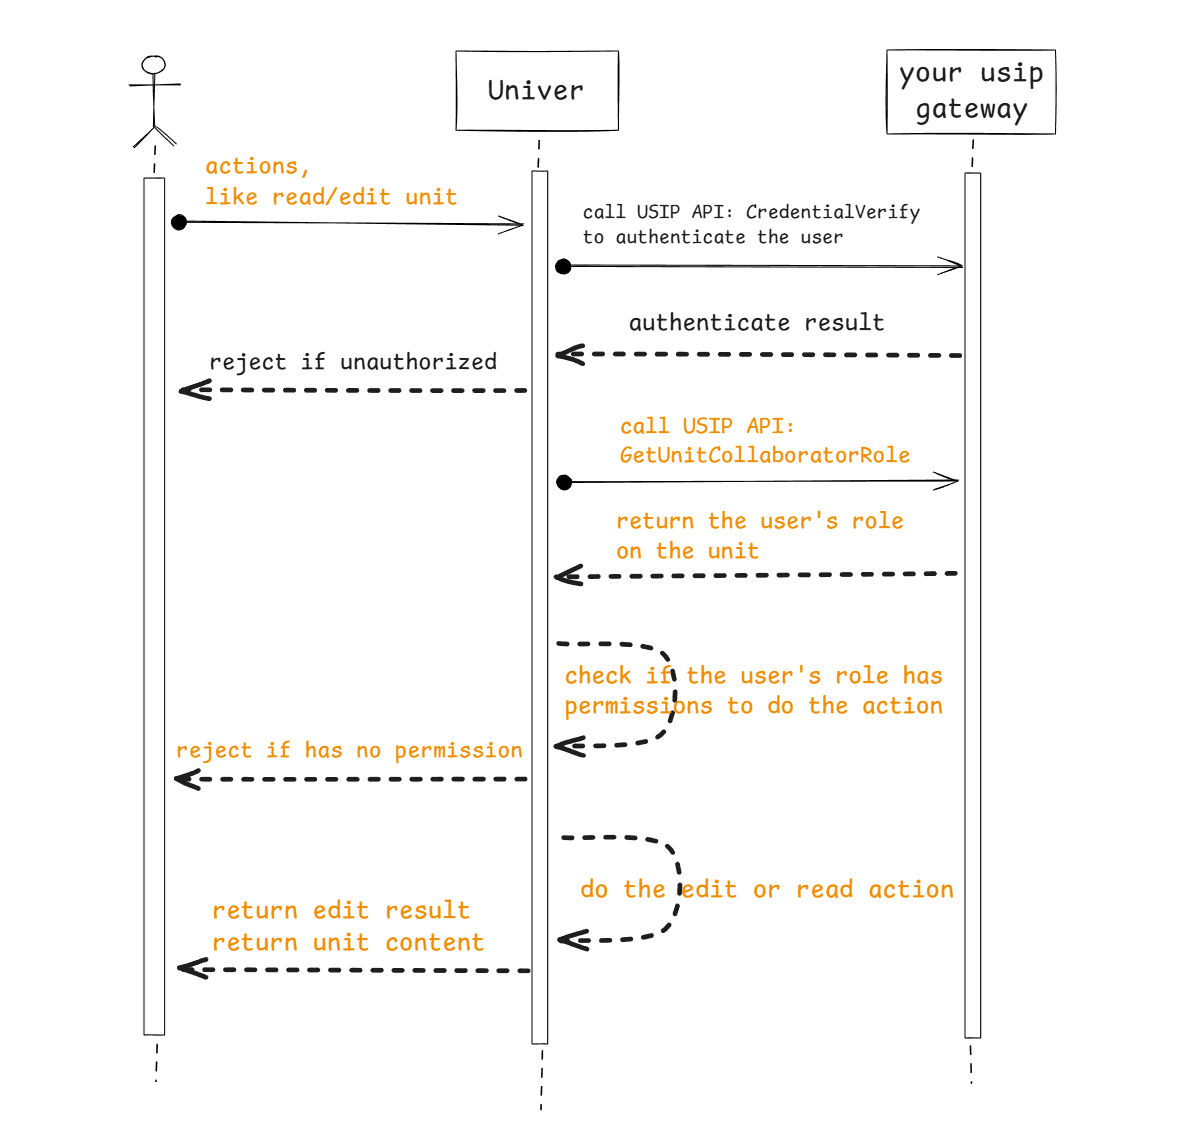 Univer
your usip
gateway
actions,
like read/edit unit
call USIP API: CredentialVerify
to authenticate the user
authenticate result
reject if unauthorized
call USIP API:
GetUnitCollaboratorRole
return the user's role
on the unit
check if the user's role has
permissions to do the action
reject if has no permission
do the edit or read action
return edit result
return unit content